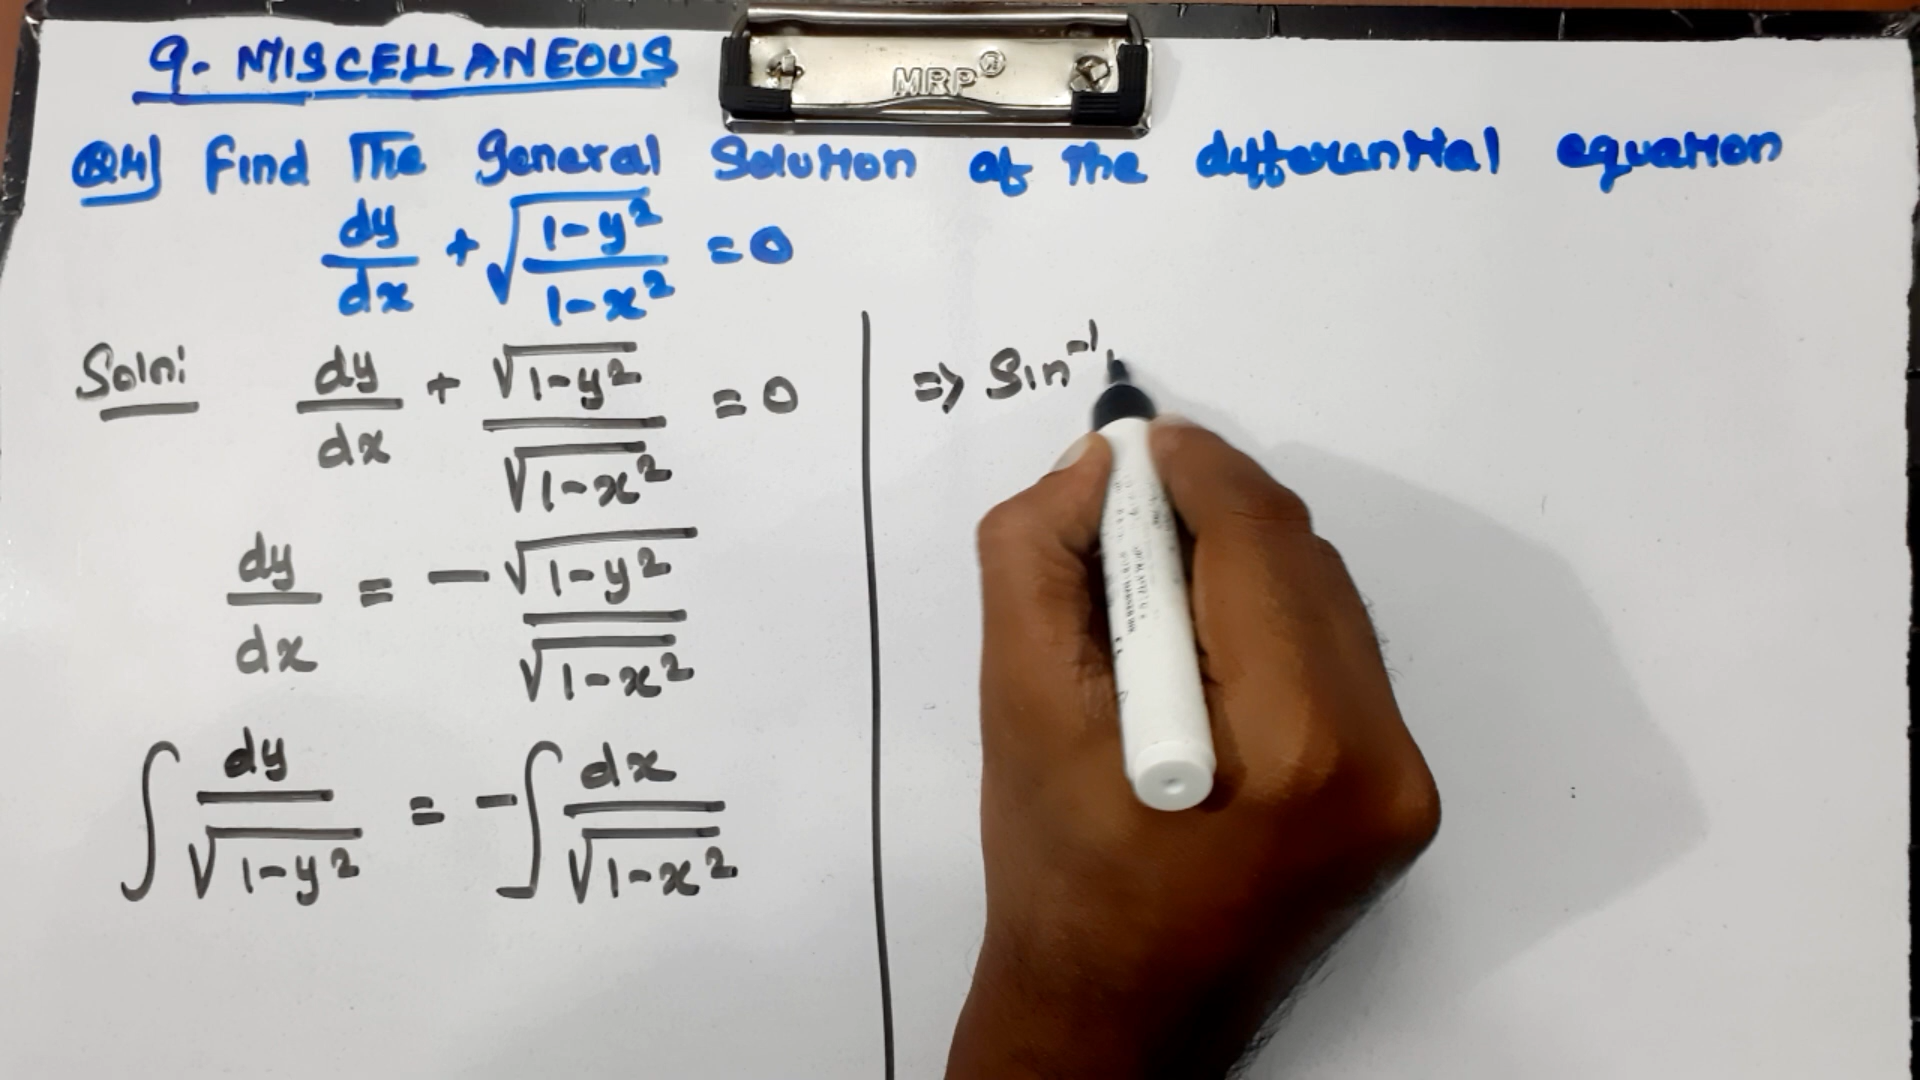 9. MISCELLANEOUS
MRP®
Q4) Find The general Solution of The differential equation
dy/dx + √((1-y²)/(1-x²)) = 0
Soln: dy/dx + √(1-y²)/√(1-x²) = 0
dy/dx = -√(1-y²)/√(1-x²)
∫ dy/√(1-y²) = -∫ dx/√(1-x²)
=> Sin⁻¹